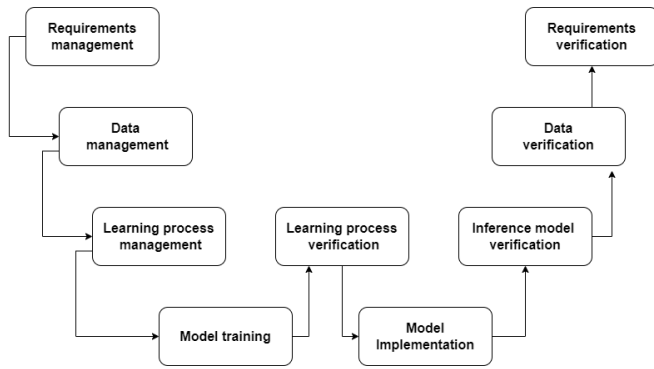 Requirements
management
Requirements
verification
Data
management
Data
verification
Learning process
management
Learning process
verification
Inference model
verification
Model training
Model
Implementation